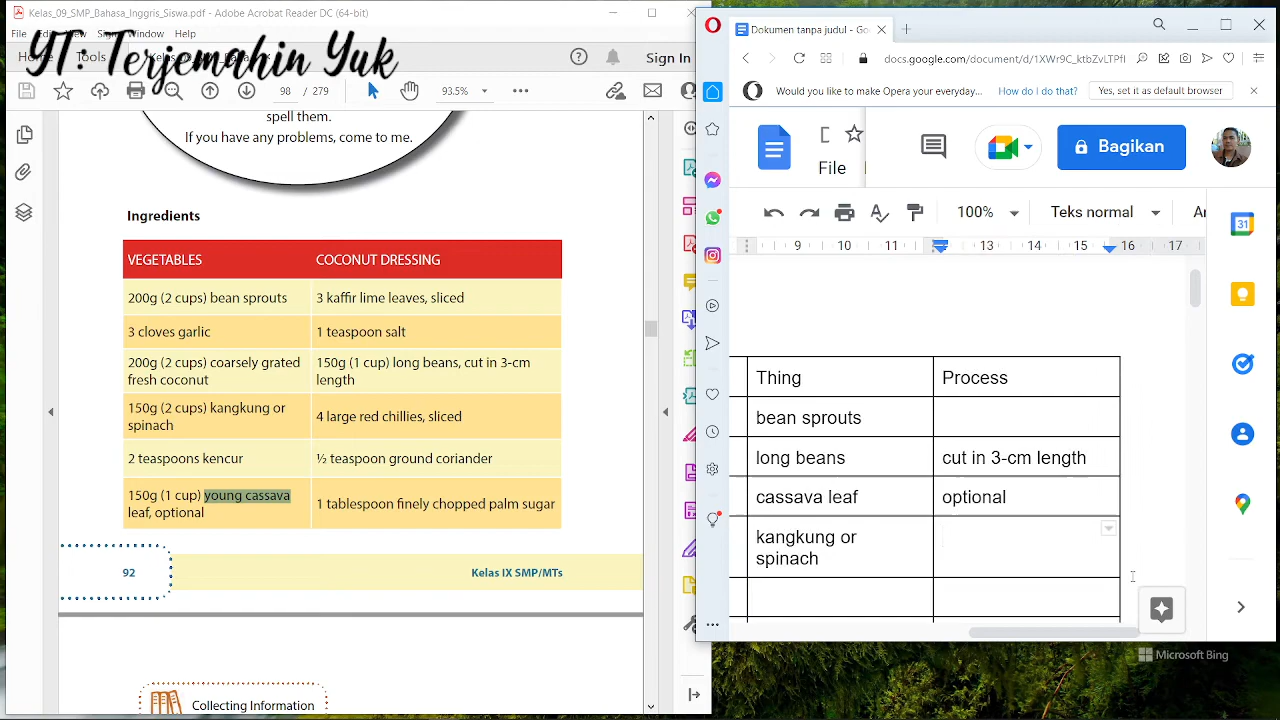 Kelas_09_SMP_Bahasa_Inggris_Siswa.pdf - Adobe Acrobat Reader DC (64-bit)
File Edit View Sign Window Help
YT: Terjemahin Yuk
Home Tools
Sign In
98 / 279
93.5%
spell them.
If you have any problems, come to me.
Ingredients
VEGETABLES COCONUT DRESSING
200g (2 cups) bean sprouts 3 kaffir lime leaves, sliced
3 cloves garlic 1 teaspoon salt
200g (2 cups) coarsely grated 150g (1 cup) long beans, cut in 3-cm
fresh coconut length
150g (2 cups) kangkung or 4 large red chillies, sliced
spinach
2 teaspoons kencur ½ teaspoon ground coriander
150g (1 cup) young cassava 1 tablespoon finely chopped palm sugar
leaf, optional
92 Kelas IX SMP/MTs
Collecting Information
Dokumen tanpa judul - Go
docs.google.com/document/d/1XWr9C_ktbZvLTPfl
Would you like to make Opera your everyday... How do I do that? Yes, set it as default browser
File
Bagikan
100% Teks normal Ar
9 10 11 13 14 15 16 17
31
Thing Process
bean sprouts
long beans cut in 3-cm length
cassava leaf optional
kangkung or
spinach
Microsoft Bing